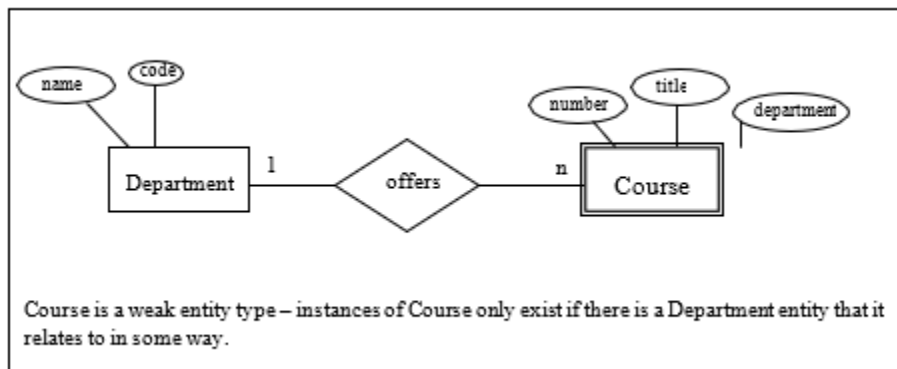 code
name
title
number
department
Department
1
offers
n
Course
Course is a weak entity type – instances of Course only exist if there is a Department entity that it
relates to in some way.